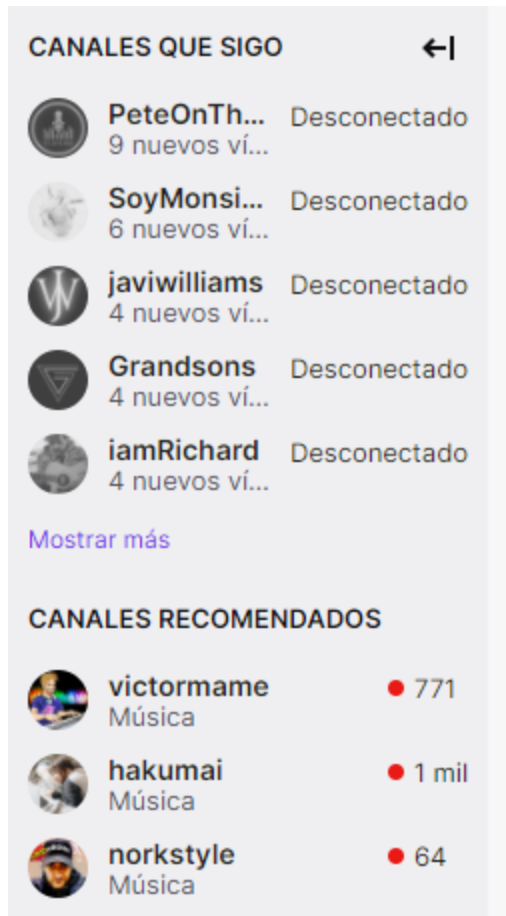 CANALES QUE SIGO
PeteOnTh... Desconectado
9 nuevos ví...
SoyMonsi... Desconectado
6 nuevos ví...
javiwilliams Desconectado
4 nuevos ví...
Grandsons Desconectado
4 nuevos ví...
iamRichard Desconectado
4 nuevos ví...
Mostrar más
CANALES RECOMENDADOS
victormame 771
Música
hakumai 1 mil
Música
norkstyle 64
Música